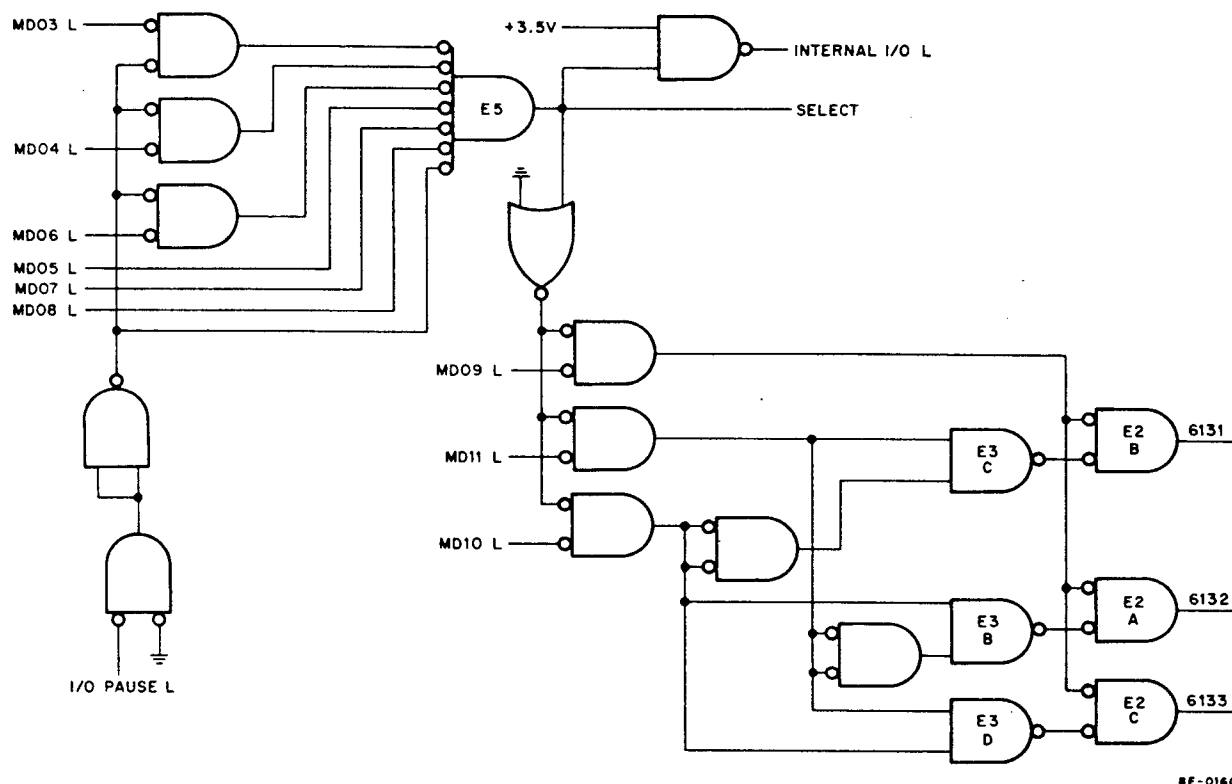 MD03 L
+3.5V
INTERNAL I/O L
E5
SELECT
MD04 L
MD06 L
MD05 L
MD07 L
MD08 L
MD09 L
E2
B
6131
E3
C
MD11 L
MD10 L
E2
A
6132
E3
B
I/O PAUSE L
E2
C
6133
E3
D